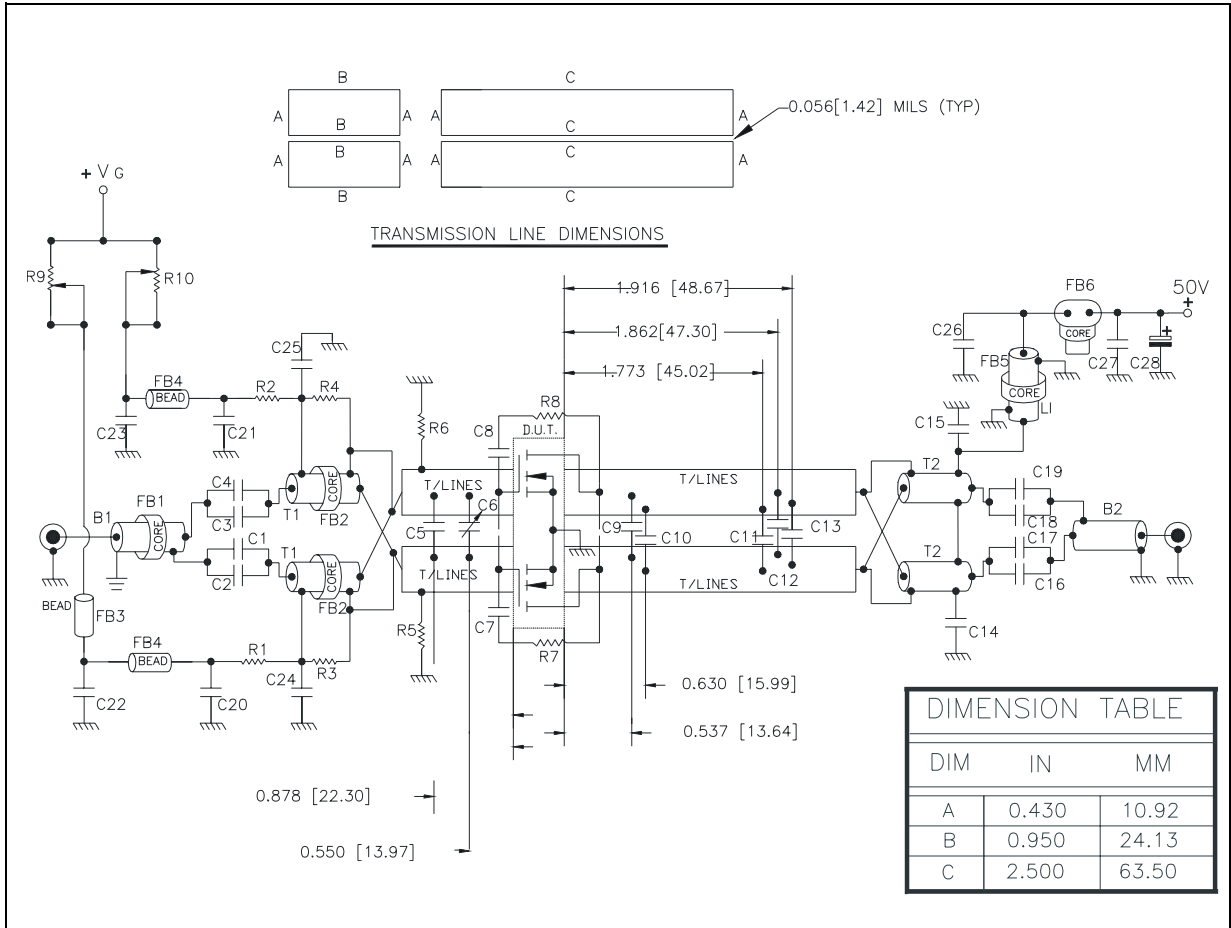 B
C
A
B
A
A
C
A
0.056[1.42] MILS (TYP)
A
B
A
A
C
A
B
C
+ V G
TRANSMISSION LINE DIMENSIONS
R9
R10
1.916 [48.67]
1.862[47.30]
1.773 [45.02]
FB6
50V
+
CORE
C26
C27
C28
+
FB5
CORE
L1
C25
FB4
BEAD
R2
R4
C23
C21
R6
C8
R8
D.U.T.
C15
T/LINES
T/LINES
T2
C19
C18
C4
C3
T1
CORE
FB2
B1
FB1
CORE
C1
C2
T1
CORE
FB2
C5
C6
C9
C10
C11
C13
C12
B2
T2
C17
C16
T/LINES
T/LINES
BEAD
FB3
C7
R5
R7
C14
FB4
BEAD
R1
R3
C22
C20
C24
0.630 [15.99]
0.537 [13.64]
0.878 [22.30]
0.550 [13.97]
DIMENSION TABLE
DIM IN MM
A 0.430 10.92
B 0.950 24.13
C 2.500 63.50